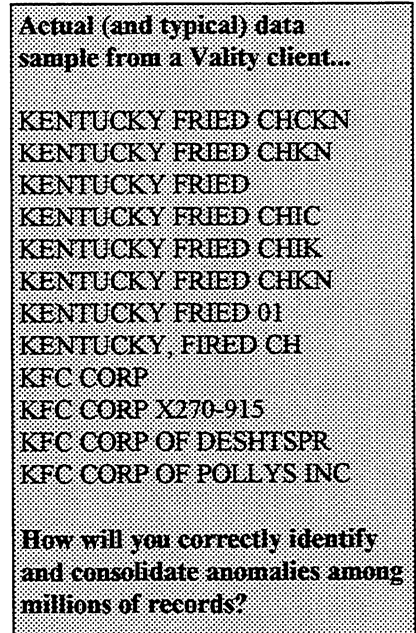 Actual (and typical) data
sample from a Vality client...
KENTUCKY FRIED CHCKN
KENTUCKY FRIED CHKN
KENTUCKY FRIED
KENTUCKY FRIED CHIC
KENTUCKY FRIED CHIK
KENTUCKY FRIED CHKN
KENTUCKY FRIED 01
KENTUCKY, FIRED CH
KFC CORP
KFC CORP X270-915
KFC CORP OF DESHTSPR
KFC CORP OF POLLYS INC
How will you correctly identify
and consolidate anomalies among
millions of records?